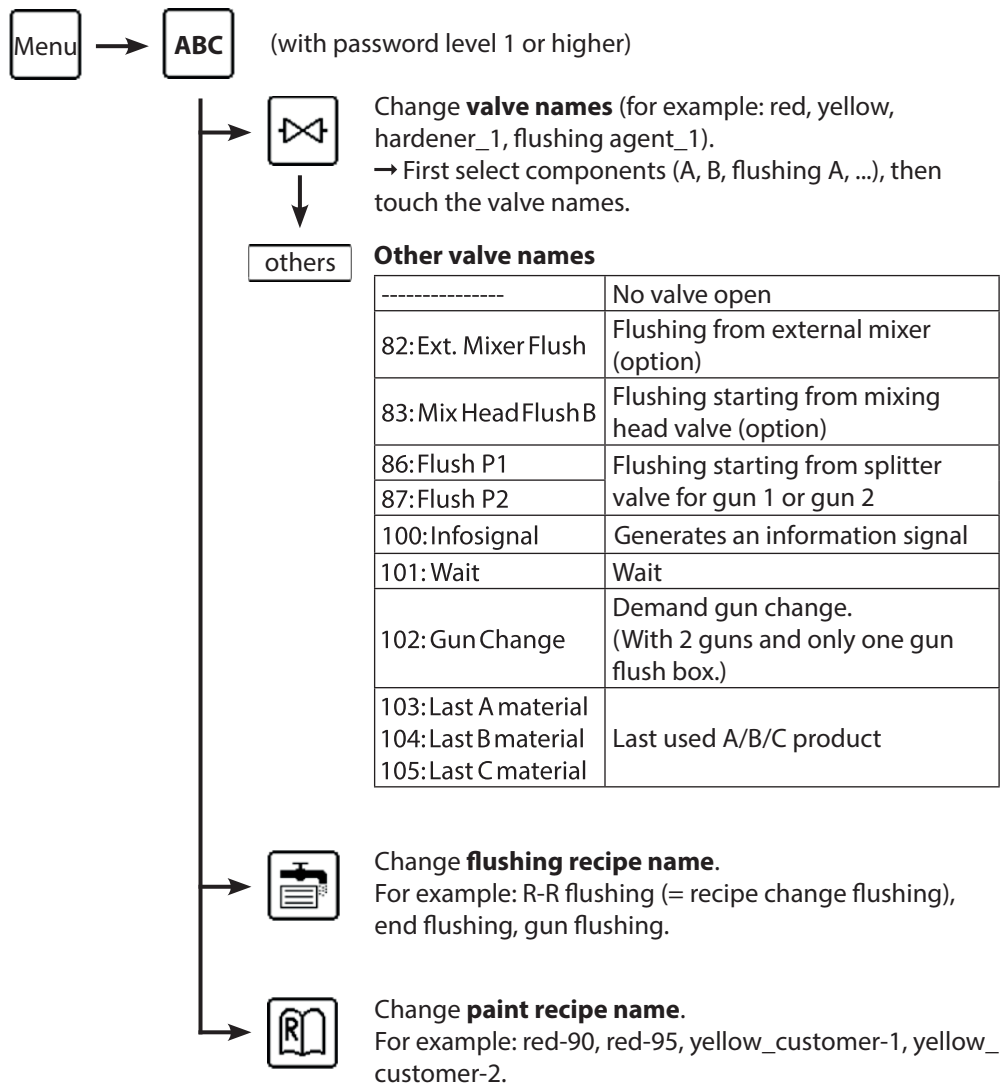 Menu ABC (with password level 1 or higher)
Change valve names (for example: red, yellow,
hardener_1, flushing agent_1).
→ First select components (A, B, flushing A, ...), then
touch the valve names.
others Other valve names
--------------- No valve open
82: Ext. Mixer Flush Flushing from external mixer
(option)
83: Mix Head Flush B Flushing starting from mixing
head valve (option)
86: Flush P1 Flushing starting from splitter
87: Flush P2 valve for gun 1 or gun 2
100: Infosignal Generates an information signal
101: Wait Wait
102: Gun Change Demand gun change.
(With 2 guns and only one gun
flush box.)
103: Last A material
104: Last B material Last used A/B/C product
105: Last C material
Change flushing recipe name.
For example: R-R flushing (= recipe change flushing),
end flushing, gun flushing.
R Change paint recipe name.
For example: red-90, red-95, yellow_customer-1, yellow_
customer-2.